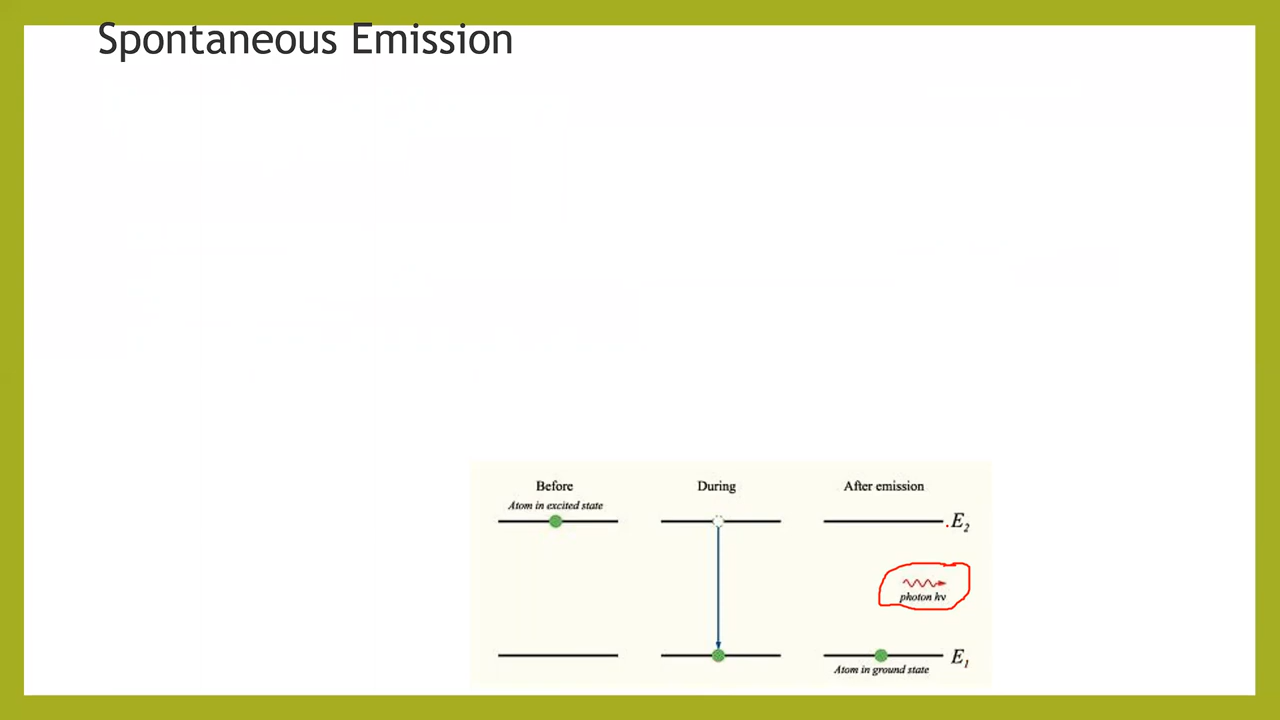 Spontaneous Emission
Before During After emission
Atom in excited state
E2
photon hν
E1
Atom in ground state